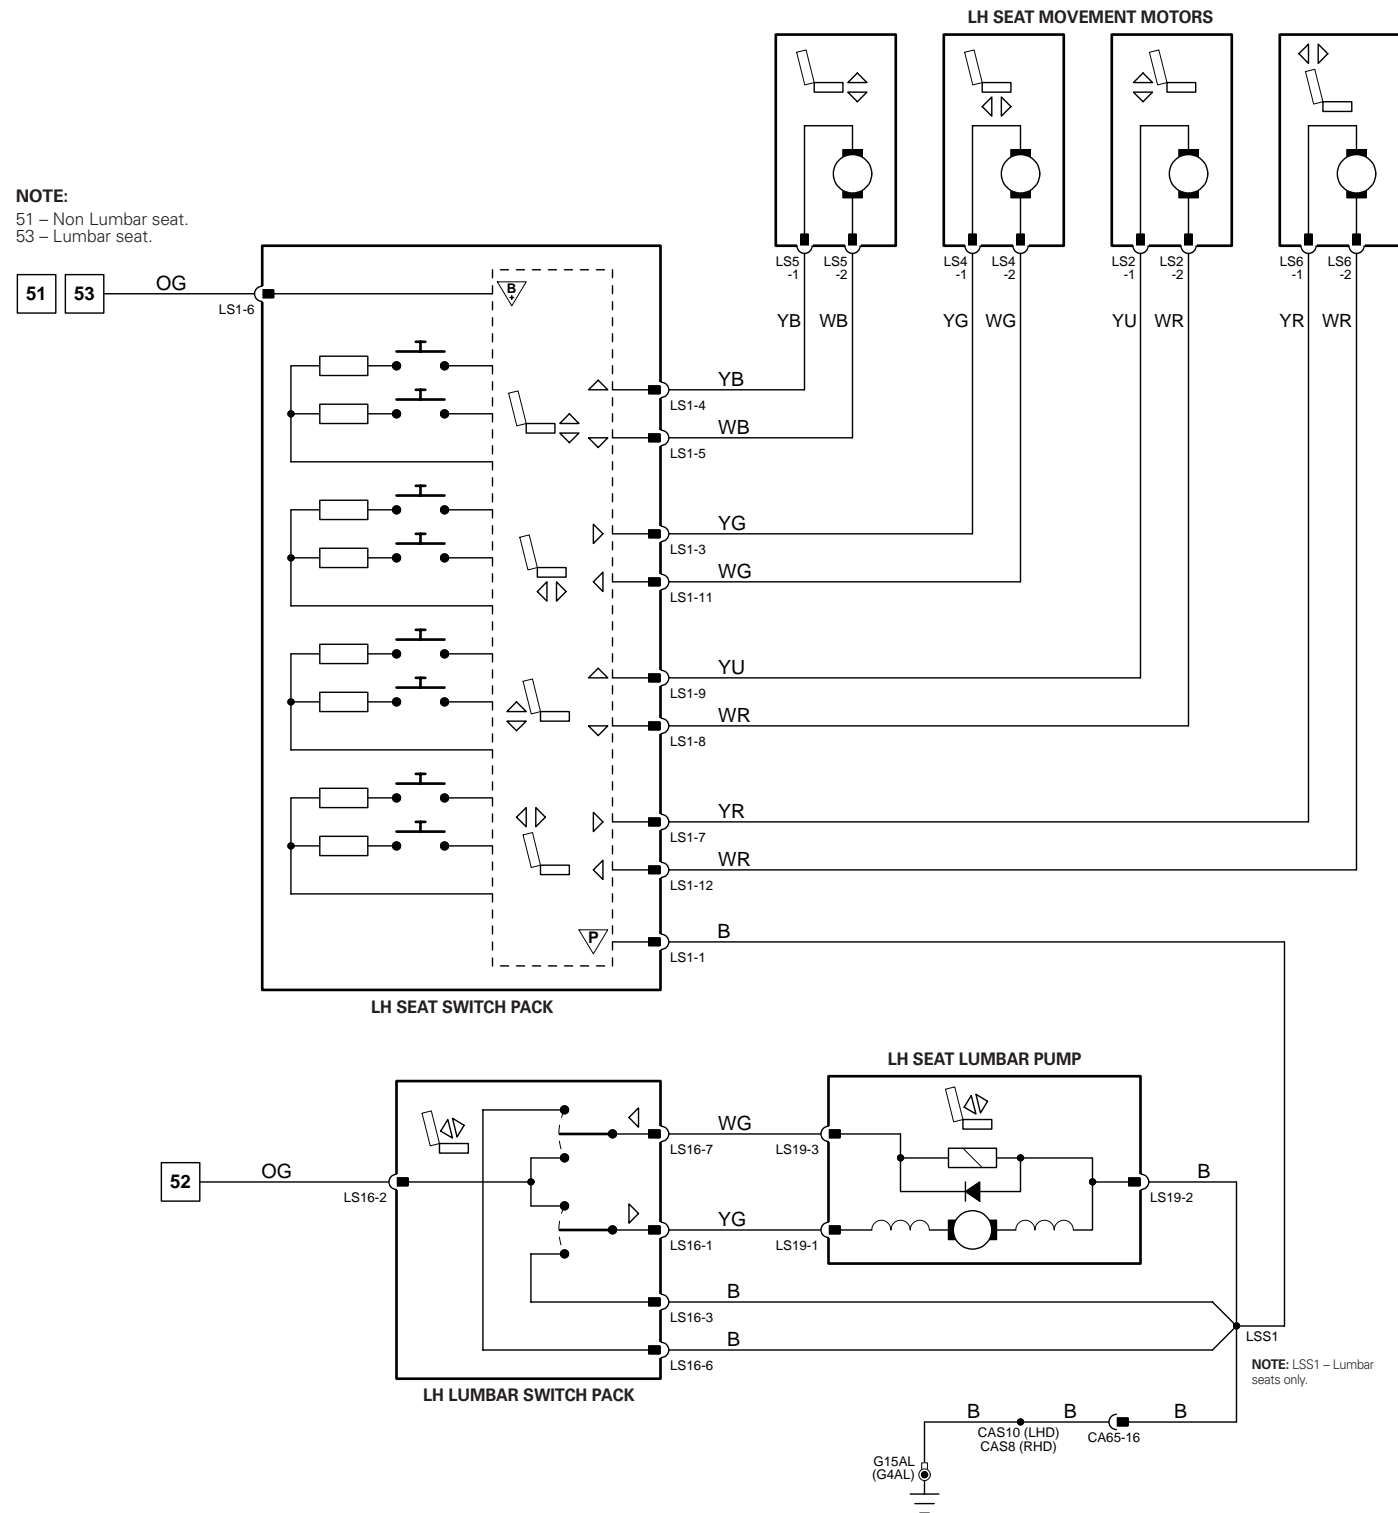 LH SEAT MOVEMENT MOTORS
NOTE:
51 – Non Lumbar seat.
53 – Lumbar seat.
51 53 OG
LS1-6
B
+
LS5
-1
LS5
-2
LS4
-1
LS4
-2
LS2
-1
LS2
-2
LS6
-1
LS6
-2
YB WB YG WG YU WR YR WR
YB
LS1-4
WB
LS1-5
YG
LS1-3
WG
LS1-11
YU
LS1-9
WR
LS1-8
YR
LS1-7
WR
LS1-12
P
B
LS1-1
LH SEAT SWITCH PACK
LH SEAT LUMBAR PUMP
52 OG
LS16-2
WG
LS16-7 LS19-3
B
LS19-2
YG
LS16-1 LS19-1
B
LS16-3
B
LS16-6
LSS1
NOTE: LSS1 – Lumbar
seats only.
LH LUMBAR SWITCH PACK
B B B
CAS10 (LHD)
CAS8 (RHD)
CA65-16
G15AL
(G4AL)